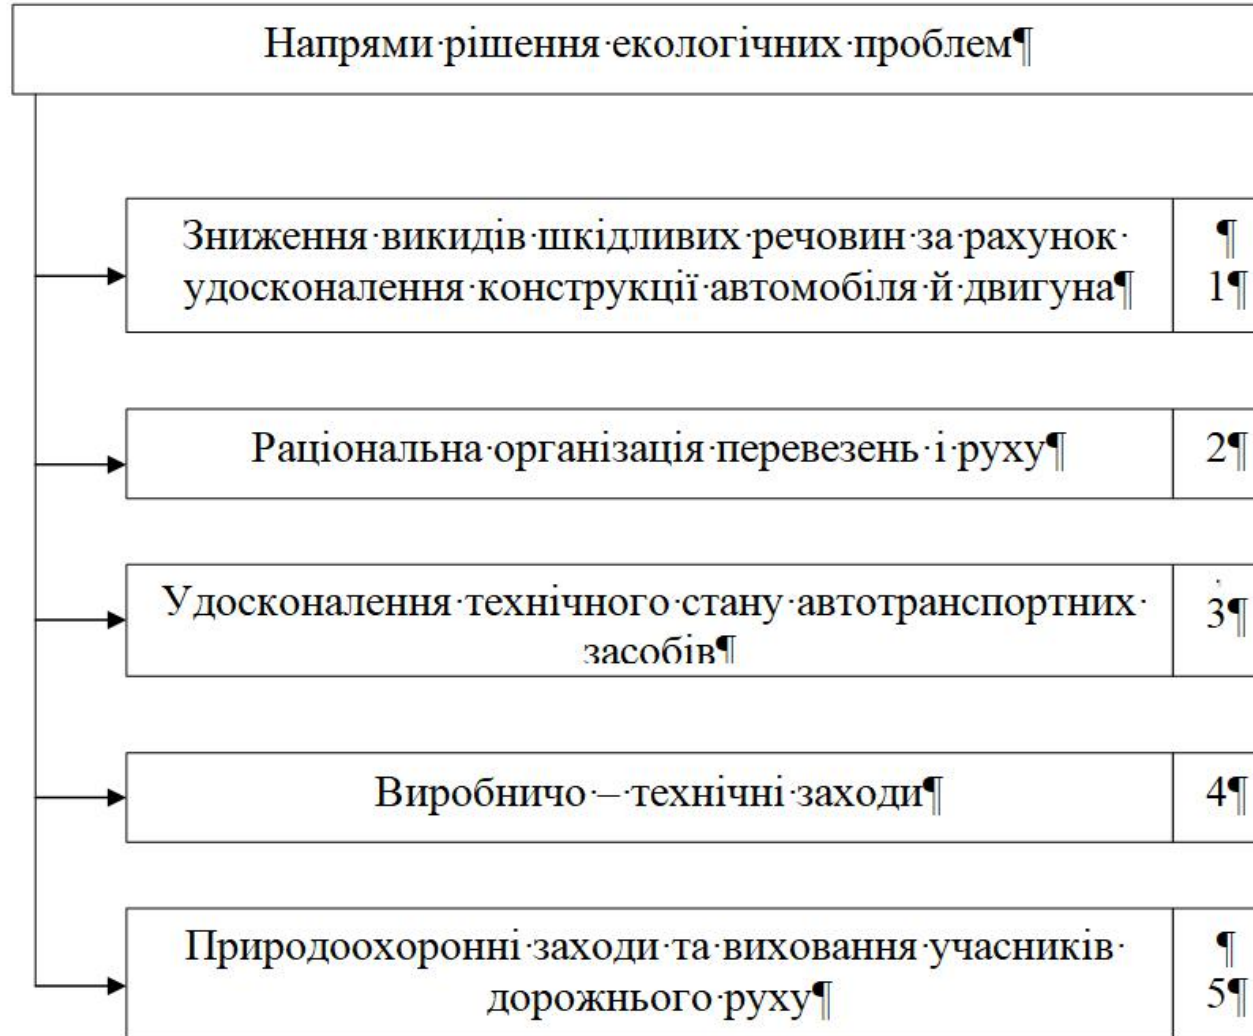 Напрями·рішення·екологічних·проблем¶
Зниження·викидів·шкідливих·речовин·за·рахунок·
удосконалення·конструкції·автомобіля·й·двигуна¶
¶
1¶
Раціональна·організація·перевезень·і·руху¶
2¶
Удосконалення·технічного·стану·автотранспортних·
засобів¶
3¶
Виробничо·–·технічні·заходи¶
4¶
Природоохоронні·заходи·та·виховання·учасників·
дорожнього·руху¶
¶
5¶